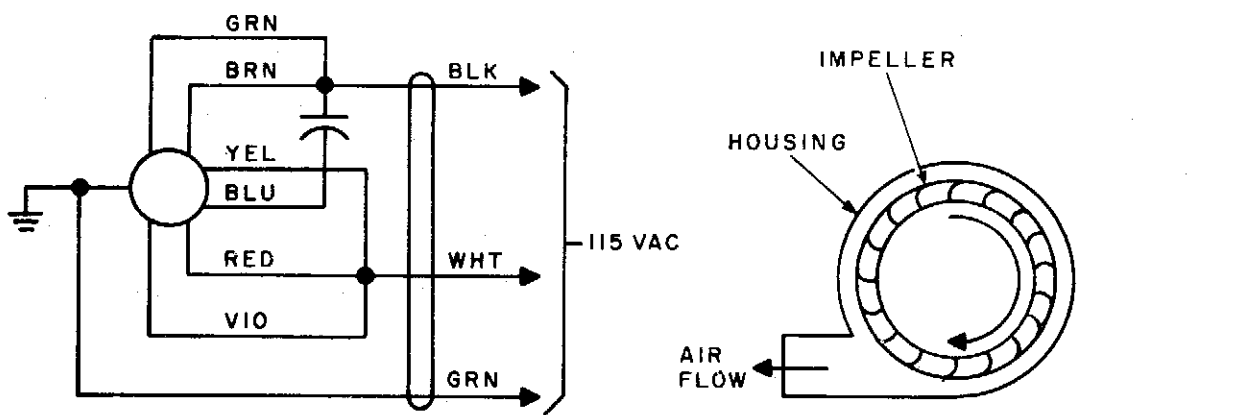 GRN
BRN
BLK
YEL
BLU
RED
WHT
VIO
GRN
115 VAC
IMPELLER
HOUSING
AIR
FLOW